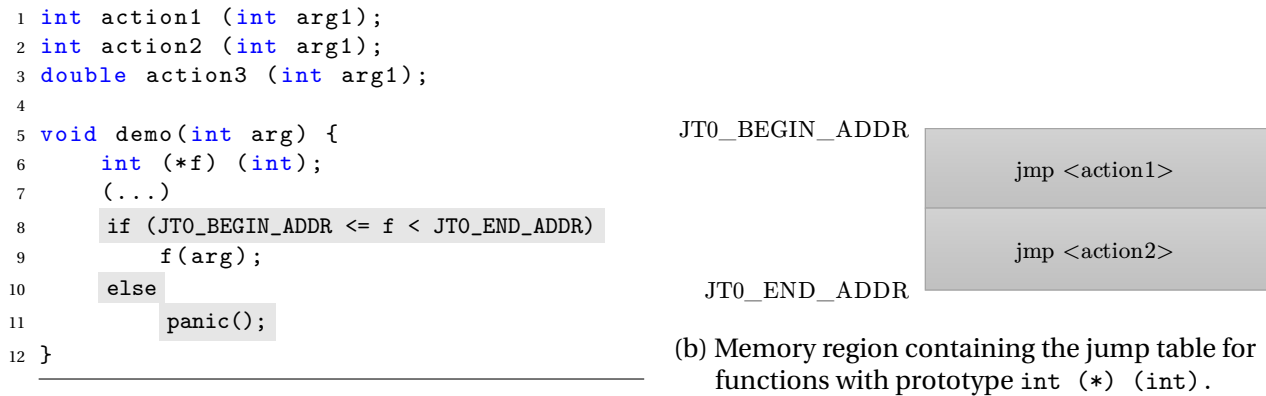 1 int action1 (int arg1);
2 int action2 (int arg1);
3 double action3 (int arg1);
4
5 void demo(int arg) {
6 int (*f) (int);
7 (...)
8 if (JT0_BEGIN_ADDR <= f < JT0_END_ADDR)
9 f(arg);
10 else
11 panic();
12 }
JT0_BEGIN_ADDR
jmp <action1>
jmp <action2>
JT0_END_ADDR
(b) Memory region containing the jump table for
functions with prototype int (*) (int).